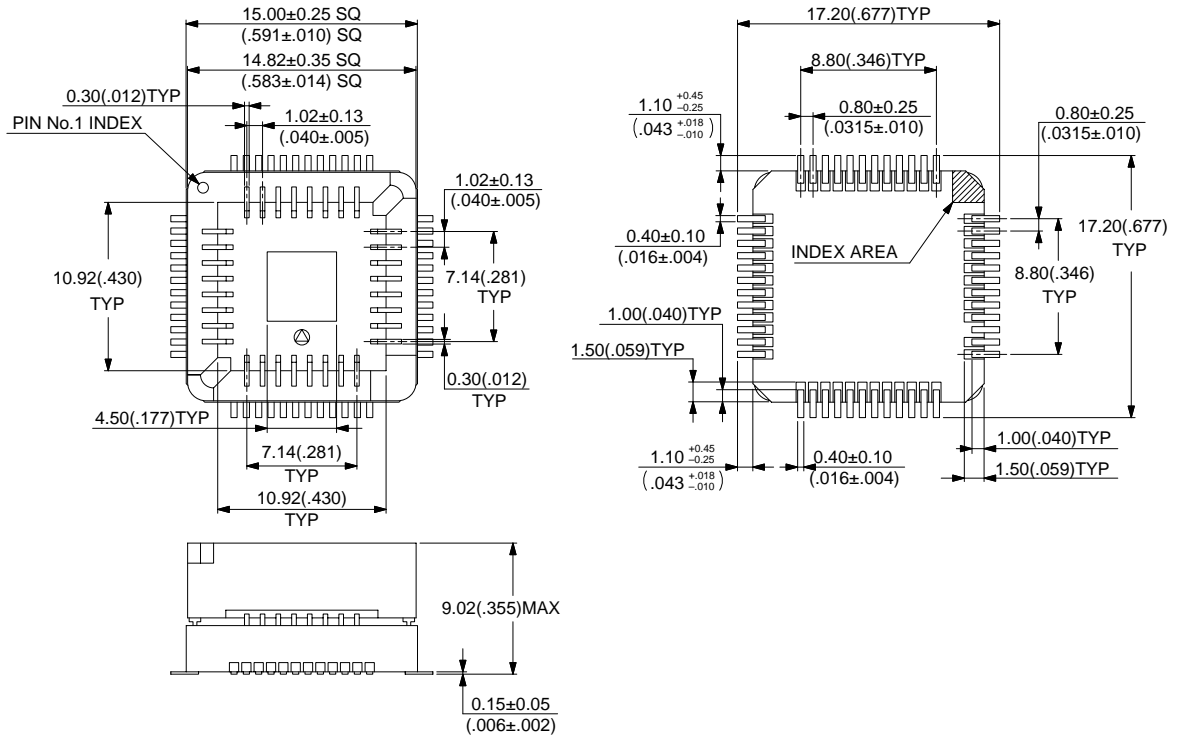 15.00±0.25 SQ
(.591±.010) SQ
14.82±0.35 SQ
(.583±.014) SQ
0.30(.012)TYP
1.02±0.13
(.040±.005)
PIN No.1 INDEX
1.02±0.13
(.040±.005)
10.92(.430)
TYP
7.14(.281)
TYP
0.30(.012)
TYP
4.50(.177)TYP
7.14(.281)
TYP
10.92(.430)
TYP
17.20(.677)TYP
8.80(.346)TYP
1.10 +0.45 –0.25
(.043 +.018 –.010)
0.80±0.25
(.0315±.010)
0.80±0.25
(.0315±.010)
0.40±0.10
(.016±.004)
INDEX AREA
17.20(.677)
TYP
8.80(.346)
TYP
1.00(.040)TYP
1.50(.059)TYP
1.10 +0.45 –0.25
(.043 +.018 –.010)
0.40±0.10
(.016±.004)
1.00(.040)TYP
1.50(.059)TYP
9.02(.355)MAX
0.15±0.05
(.006±.002)